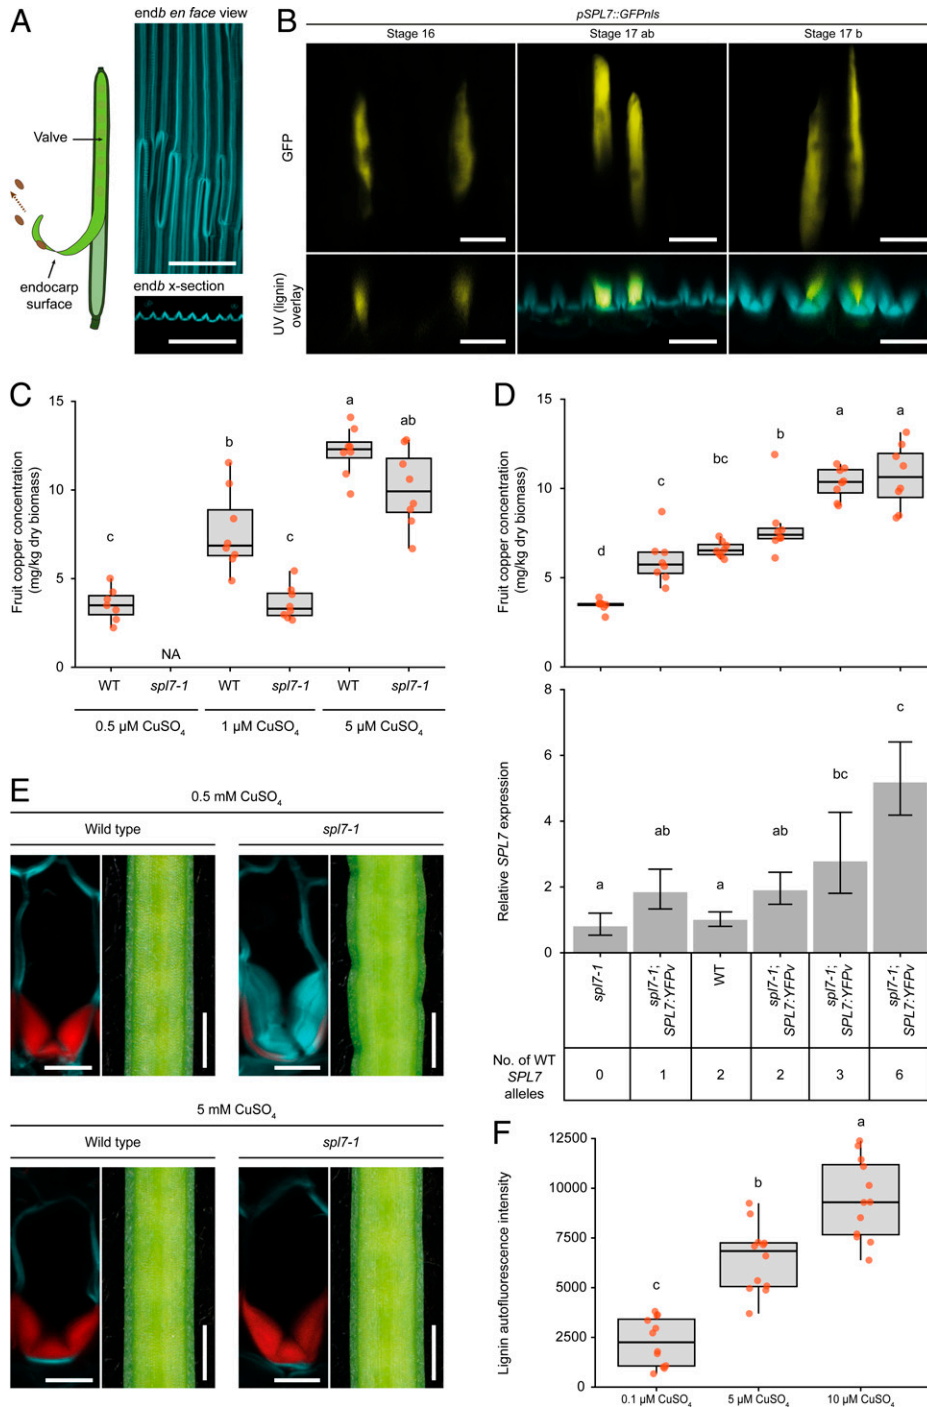 A
endb en face view
Valve
endocarp
surface
endb x-section
B
pSPL7::GFPnls
Stage 16
Stage 17 ab
Stage 17 b
GFP
UV (lignin)
overlay
C
Fruit copper concentration
(mg/kg dry biomass)
15
10
5
0
c
NA
b
c
a
ab
WT
spl7-1
WT
spl7-1
WT
spl7-1
0.5 µM CuSO₄
1 µM CuSO₄
5 µM CuSO₄
D
Fruit copper concentration
(mg/kg dry biomass)
15
10
5
0
d
c
bc
b
a
a
Relative SPL7 expression
8
6
4
2
0
a
ab
a
ab
bc
c
spl7-1
spl7-1;
SPL7:YFPv
WT
spl7-1;
SPL7:YFPv
spl7-1;
SPL7:YFPv
spl7-1;
SPL7:YFPv
No. of WT
SPL7
alleles
0
1
2
2
3
6
E
0.5 mM CuSO₄
Wild type
spl7-1
5 mM CuSO₄
Wild type
spl7-1
F
Lignin autofluorescence intensity
12500
10000
7500
5000
2500
0
c
b
a
0.1 µM CuSO₄
5 µM CuSO₄
10 µM CuSO₄